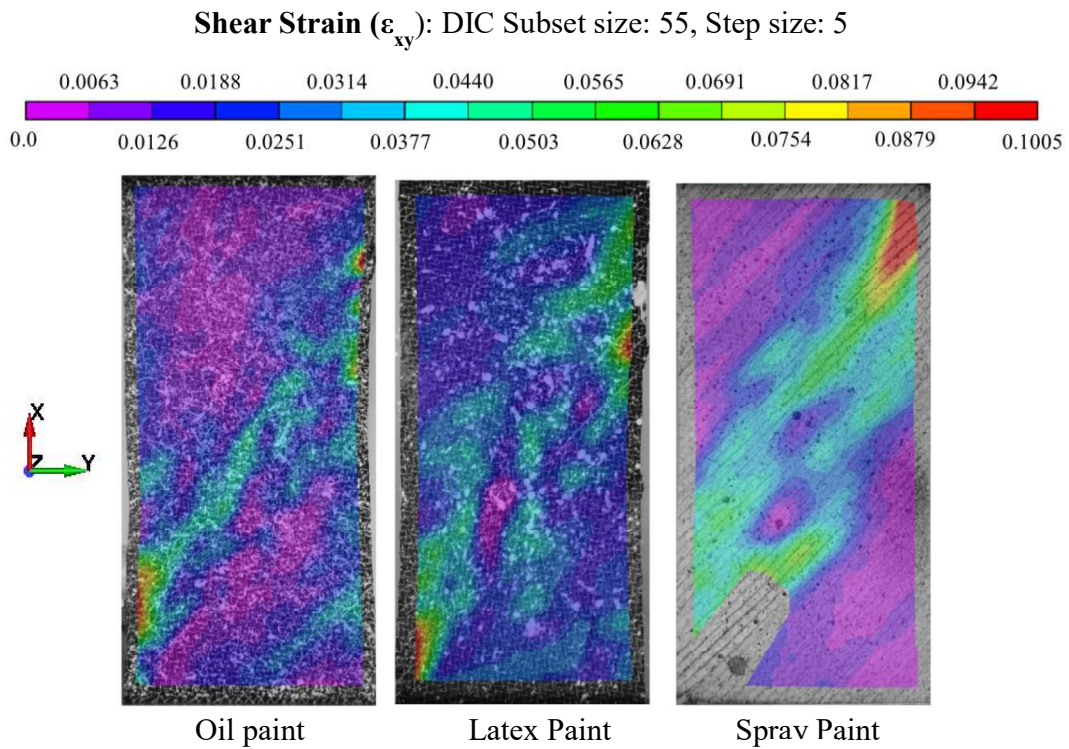 Shear Strain (εxy): DIC Subset size: 55, Step size: 5
0.0063 0.0188 0.0314 0.0440 0.0565 0.0691 0.0817 0.0942
0.0 0.0126 0.0251 0.0377 0.0503 0.0628 0.0754 0.0879 0.1005
X
Z Y
Oil paint Latex Paint Sprav Paint